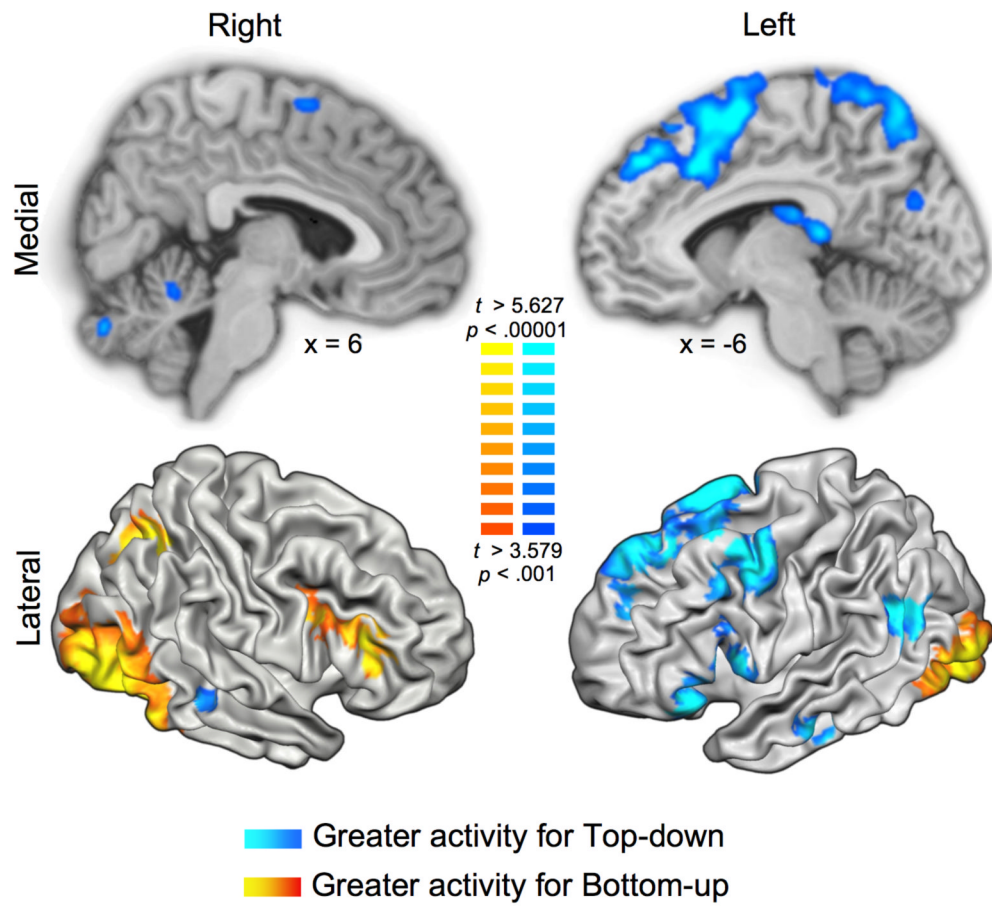 Right
Left
Medial
t > 5.627
p < .00001
x = 6
x = -6
t > 3.579
p < .001
Lateral
Greater activity for Top-down
Greater activity for Bottom-up